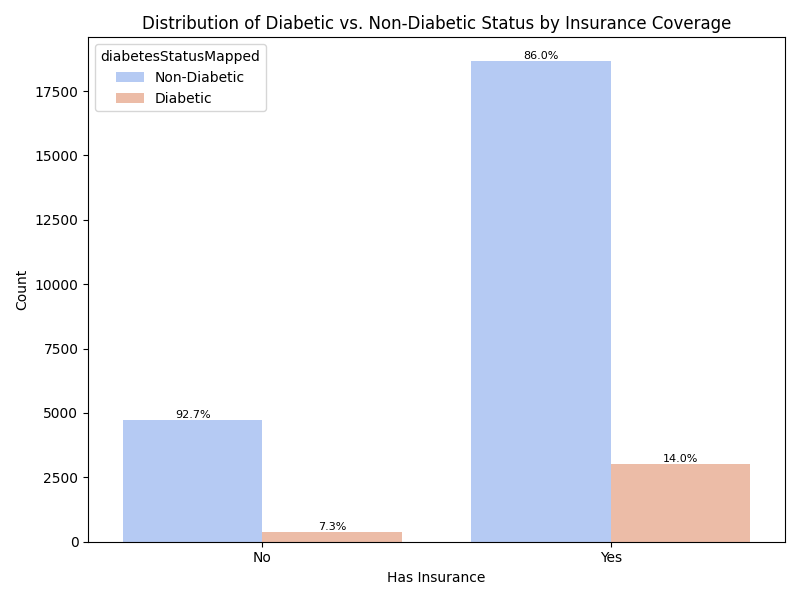 Distribution of Diabetic vs. Non-Diabetic Status by Insurance Coverage
diabetesStatusMapped
Non-Diabetic
Diabetic
86.0%
92.7%
14.0%
7.3%
17500
15000
12500
10000
7500
5000
2500
0
Count
No
Yes
Has Insurance